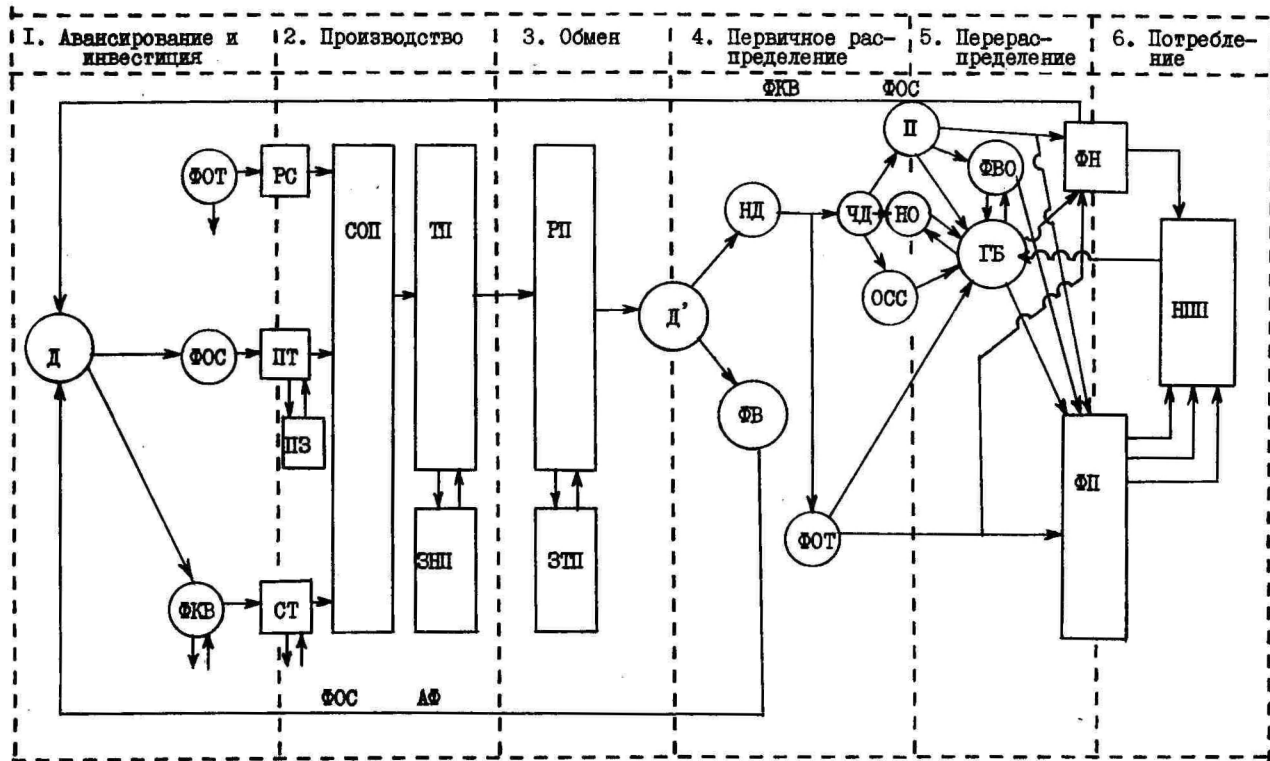 I. Авансирование и
инвестиция
2. Производство
3. Обмен
4. Первичное рас-
пределение
5. Перерас-
пределение
6. Потребле-
ние
ФКВ ФОС
П
ФН
ФОТ
РС
ФВО
СОП
ТП
РП
НД
ЧД
НО
ГБ
ОСС
НПП
Д'
Д
ФОС
ПТ
ФВ
ПЗ
ФП
ФОТ
ЗНП
ЗТП
ФКВ
СТ
ФОС АФ